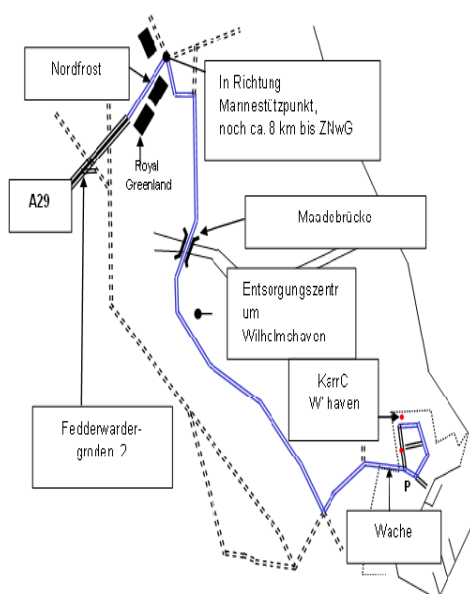 Nordfrost
In Richtung
Marinestützpunkt,
noch ca. 8 km bis ZNwG
Royal
Greenland
A29
Maadebrücke
Entsorgungszentr
um
Wilhelmshaven
KarrC
W'haven
Fedderwarder-
groden 2
P
Wache